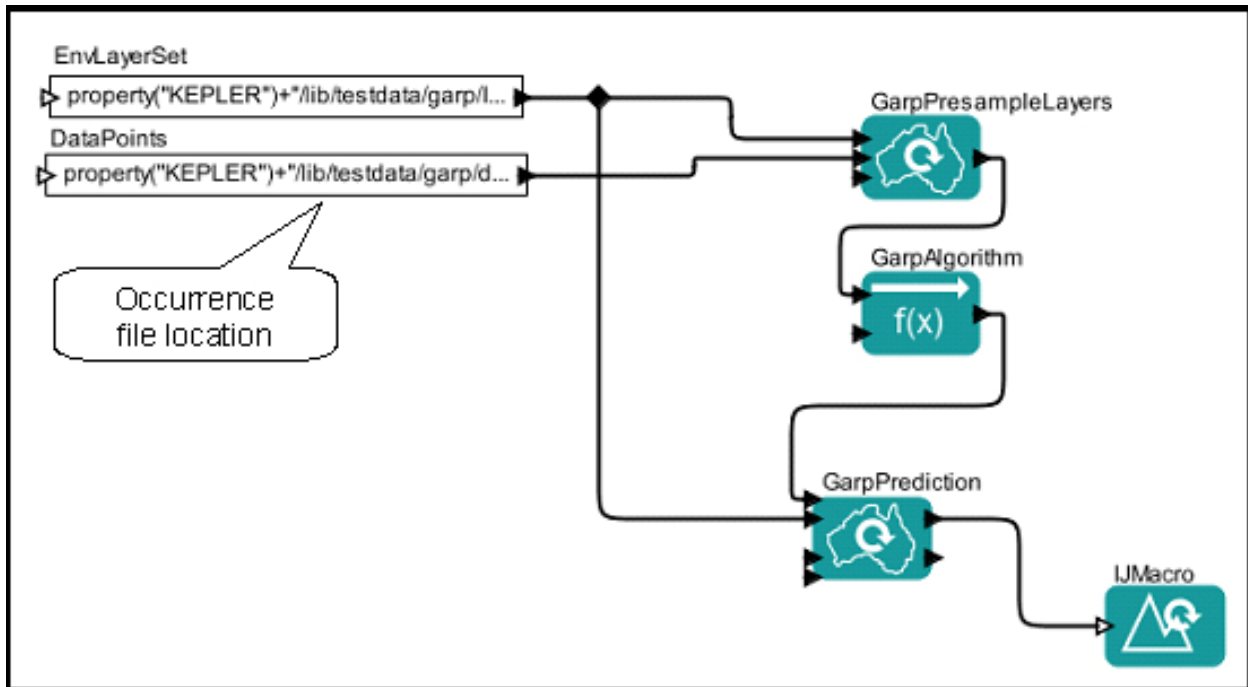 EnvLayerSet
property("KEPLER")+"/lib/testdata/garp/l...
DataPoints
property("KEPLER")+"/lib/testdata/garp/d...
Occurrence
file location
GarpPresampleLayers
GarpAlgorithm
f(x)
GarpPrediction
IJMacro